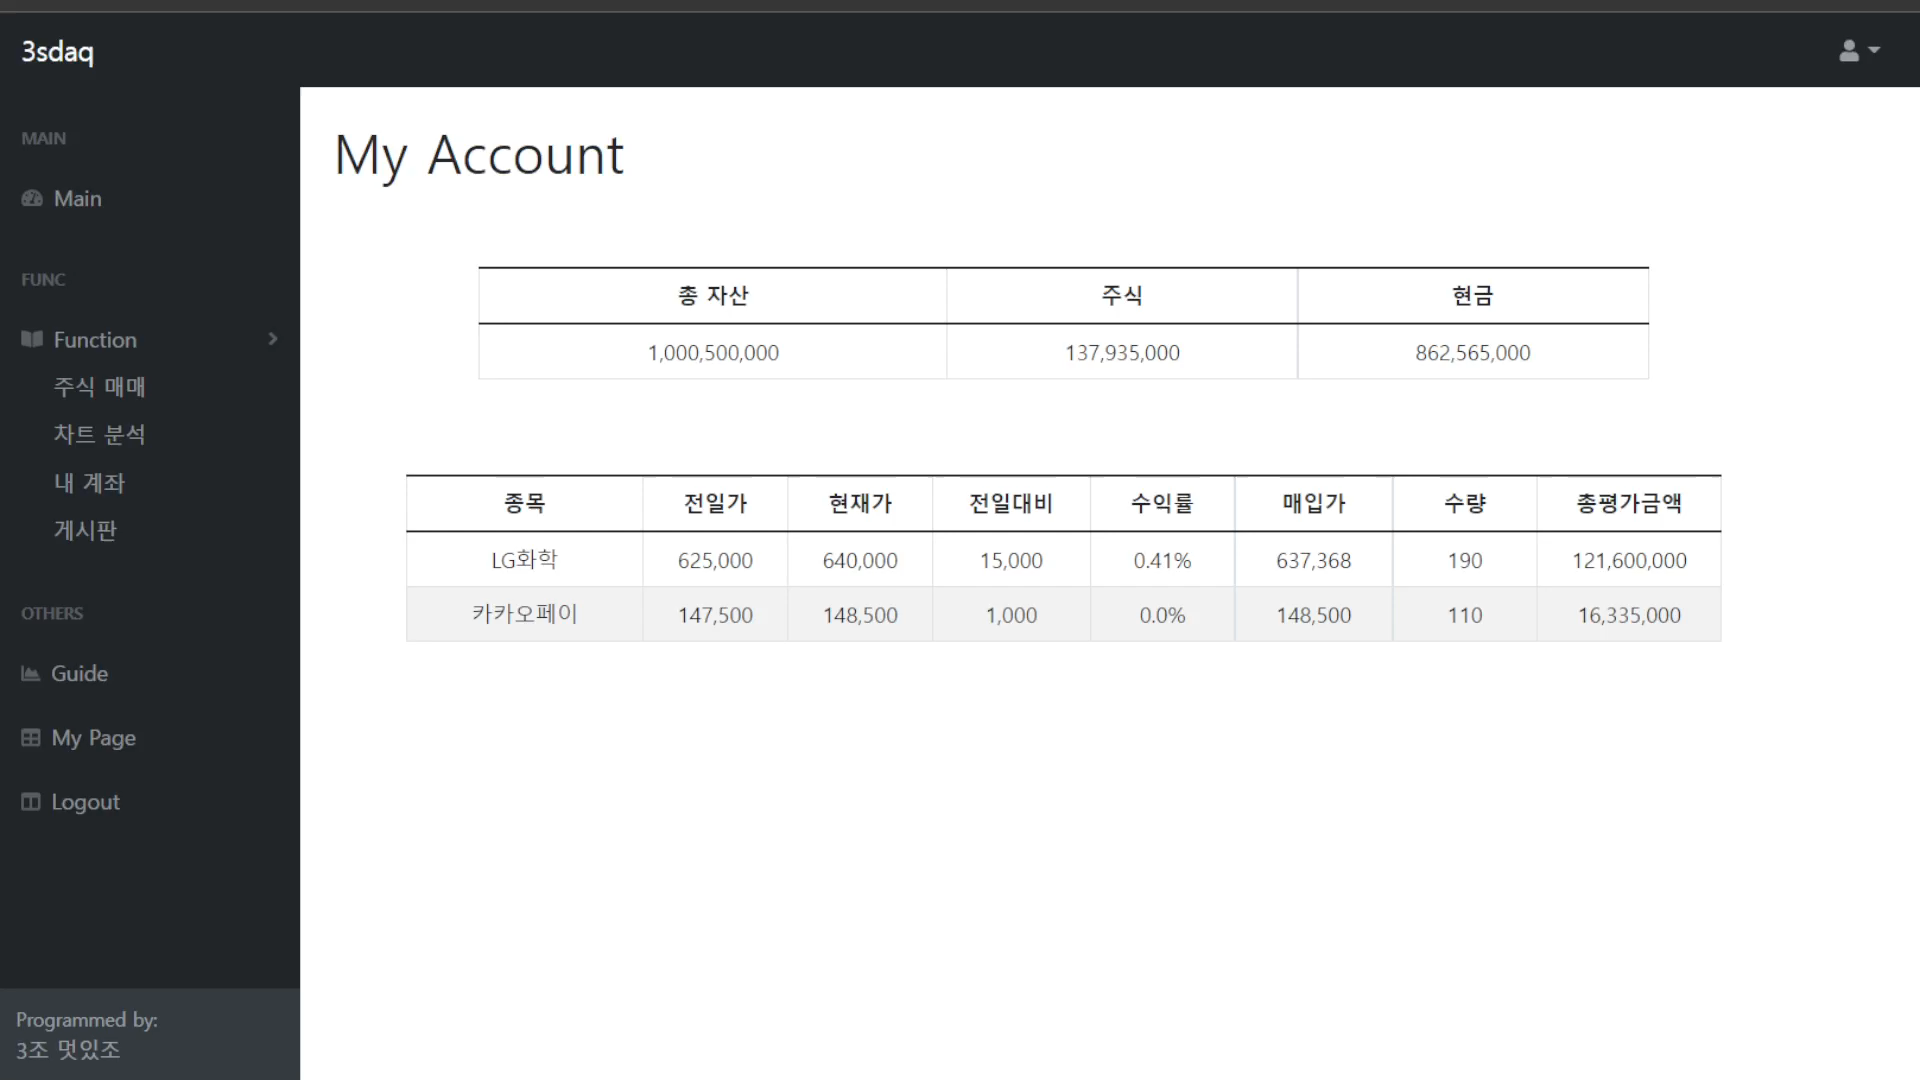 3sdaq
MAIN
Main
FUNC
Function
주식 매매
차트 분석
내 계좌
게시판
OTHERS
Guide
My Page
Logout
Programmed by:
3조 멋있조
My Account
총 자산 주식 현금
1,000,500,000 137,935,000 862,565,000
종목 전일가 현재가 전일대비 수익률 매입가 수량 총평가금액
LG화학 625,000 640,000 15,000 0.41% 637,368 190 121,600,000
카카오페이 147,500 148,500 1,000 0.0% 148,500 110 16,335,000